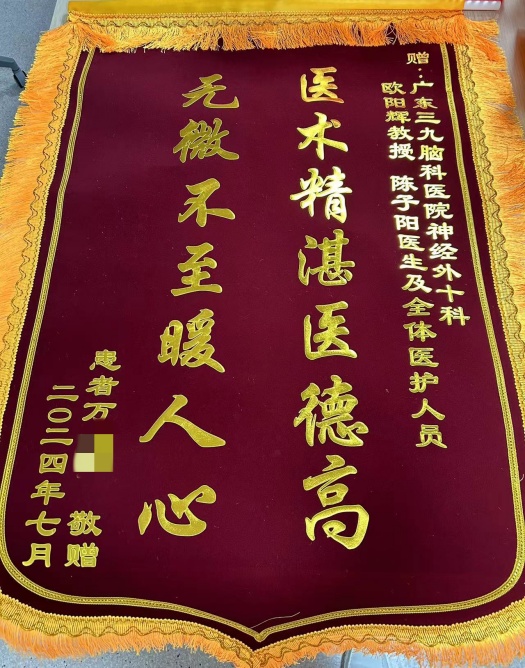 赠:广东三九脑科医院神经外十科
欧阳辉教授 陈子阳医生及全体医护人员
医术精湛医德高
无微不至暖人心
患者万
敬赠
二〇二四年七月